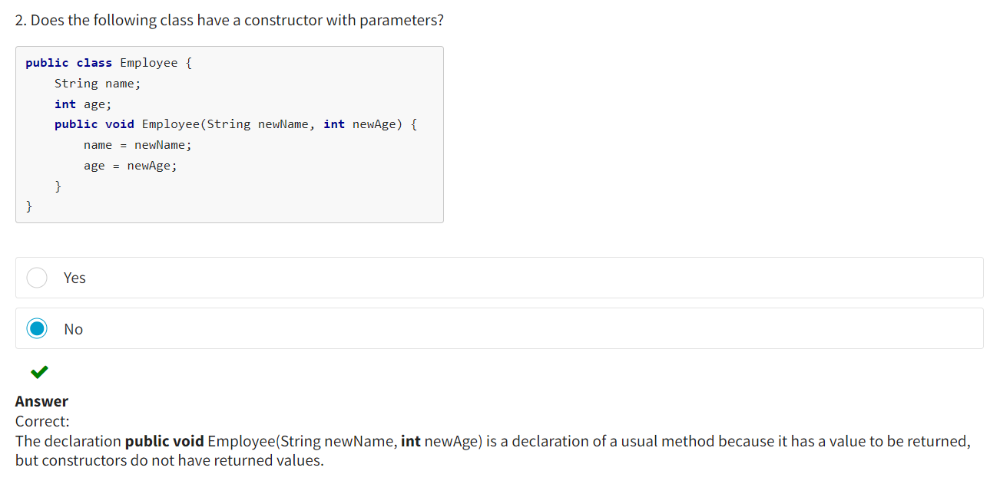 2. Does the following class have a constructor with parameters?
public class Employee {
    String name;
    int age;
    public void Employee(String newName, int newAge) {
        name = newName;
        age = newAge;
    }
}
Yes
No
Answer
Correct:
The declaration public void Employee(String newName, int newAge) is a declaration of a usual method because it has a value to be returned,
but constructors do not have returned values.